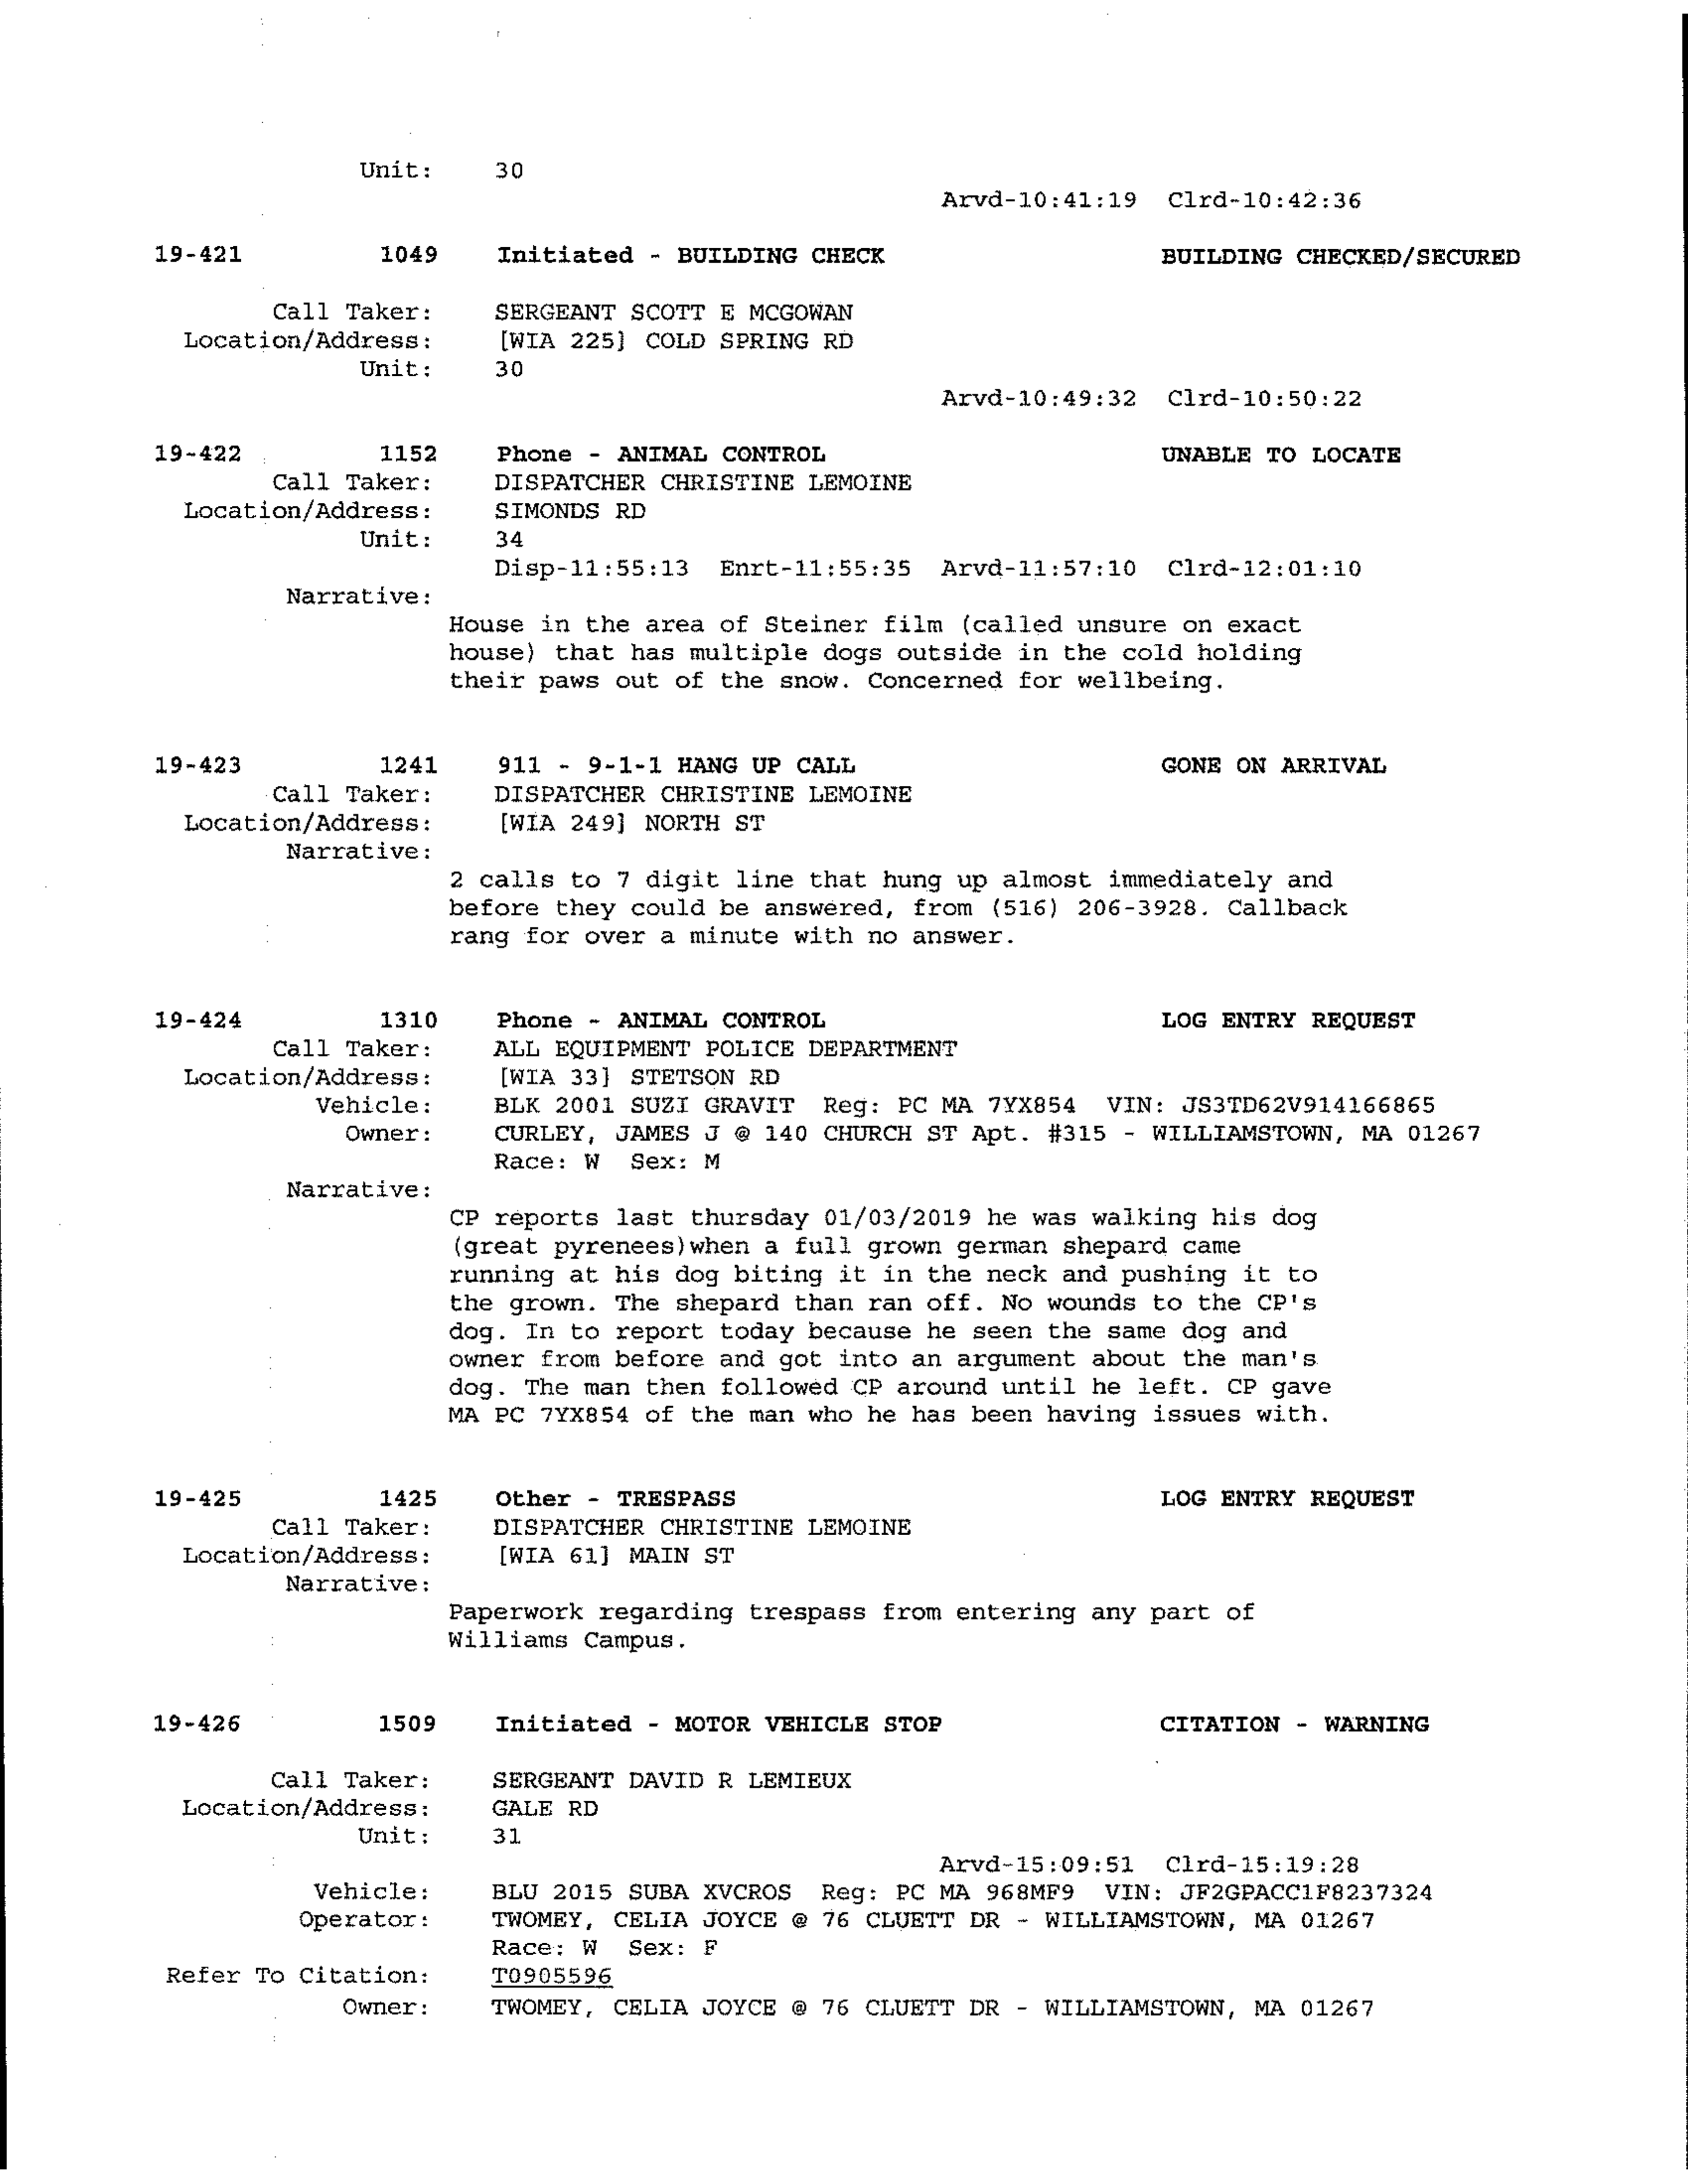 Unit: 30
Arvd-10:41:19 Clrd-10:42:36
19-421 1049 Initiated - BUILDING CHECK BUILDING CHECKED/SECURED
Call Taker: SERGEANT SCOTT E MCGOWAN
Location/Address: [WIA 225] COLD SPRING RD
Unit: 30
Arvd-10:49:32 Clrd-10:50:22
19-422 1152 Phone - ANIMAL CONTROL UNABLE TO LOCATE
Call Taker: DISPATCHER CHRISTINE LEMOINE
Location/Address: SIMONDS RD
Unit: 34
Disp-11:55:13 Enrt-11:55:35 Arvd-11:57:10 Clrd-12:01:10
Narrative:
House in the area of Steiner film (called unsure on exact
house) that has multiple dogs outside in the cold holding
their paws out of the snow. Concerned for wellbeing.
19-423 1241 911 - 9-1-1 HANG UP CALL GONE ON ARRIVAL
Call Taker: DISPATCHER CHRISTINE LEMOINE
Location/Address: [WIA 249] NORTH ST
Narrative:
2 calls to 7 digit line that hung up almost immediately and
before they could be answered, from (516) 206-3928. Callback
rang for over a minute with no answer.
19-424 1310 Phone - ANIMAL CONTROL LOG ENTRY REQUEST
Call Taker: ALL EQUIPMENT POLICE DEPARTMENT
Location/Address: [WIA 33] STETSON RD
Vehicle: BLK 2001 SUZI GRAVIT Reg: PC MA 7YX854 VIN: JS3TD62V914166865
Owner: CURLEY, JAMES J @ 140 CHURCH ST Apt. #315 - WILLIAMSTOWN, MA 01267
Race: W Sex: M
Narrative:
CP reports last thursday 01/03/2019 he was walking his dog
(great pyrenees)when a full grown german shepard came
running at his dog biting it in the neck and pushing it to
the grown. The shepard than ran off. No wounds to the CP's
dog. In to report today because he seen the same dog and
owner from before and got into an argument about the man's
dog. The man then followed CP around until he left. CP gave
MA PC 7YX854 of the man who he has been having issues with.
19-425 1425 Other - TRESPASS LOG ENTRY REQUEST
Call Taker: DISPATCHER CHRISTINE LEMOINE
Location/Address: [WIA 61] MAIN ST
Narrative:
Paperwork regarding trespass from entering any part of
Williams Campus.
19-426 1509 Initiated - MOTOR VEHICLE STOP CITATION - WARNING
Call Taker: SERGEANT DAVID R LEMIEUX
Location/Address: GALE RD
Unit: 31
Arvd-15:09:51 Clrd-15:19:28
Vehicle: BLU 2015 SUBA XVCROS Reg: PC MA 968MF9 VIN: JF2GPACC1F8237324
Operator: TWOMEY, CELIA JOYCE @ 76 CLUETT DR - WILLIAMSTOWN, MA 01267
Race: W Sex: F
Refer To Citation: T0905596
Owner: TWOMEY, CELIA JOYCE @ 76 CLUETT DR - WILLIAMSTOWN, MA 01267